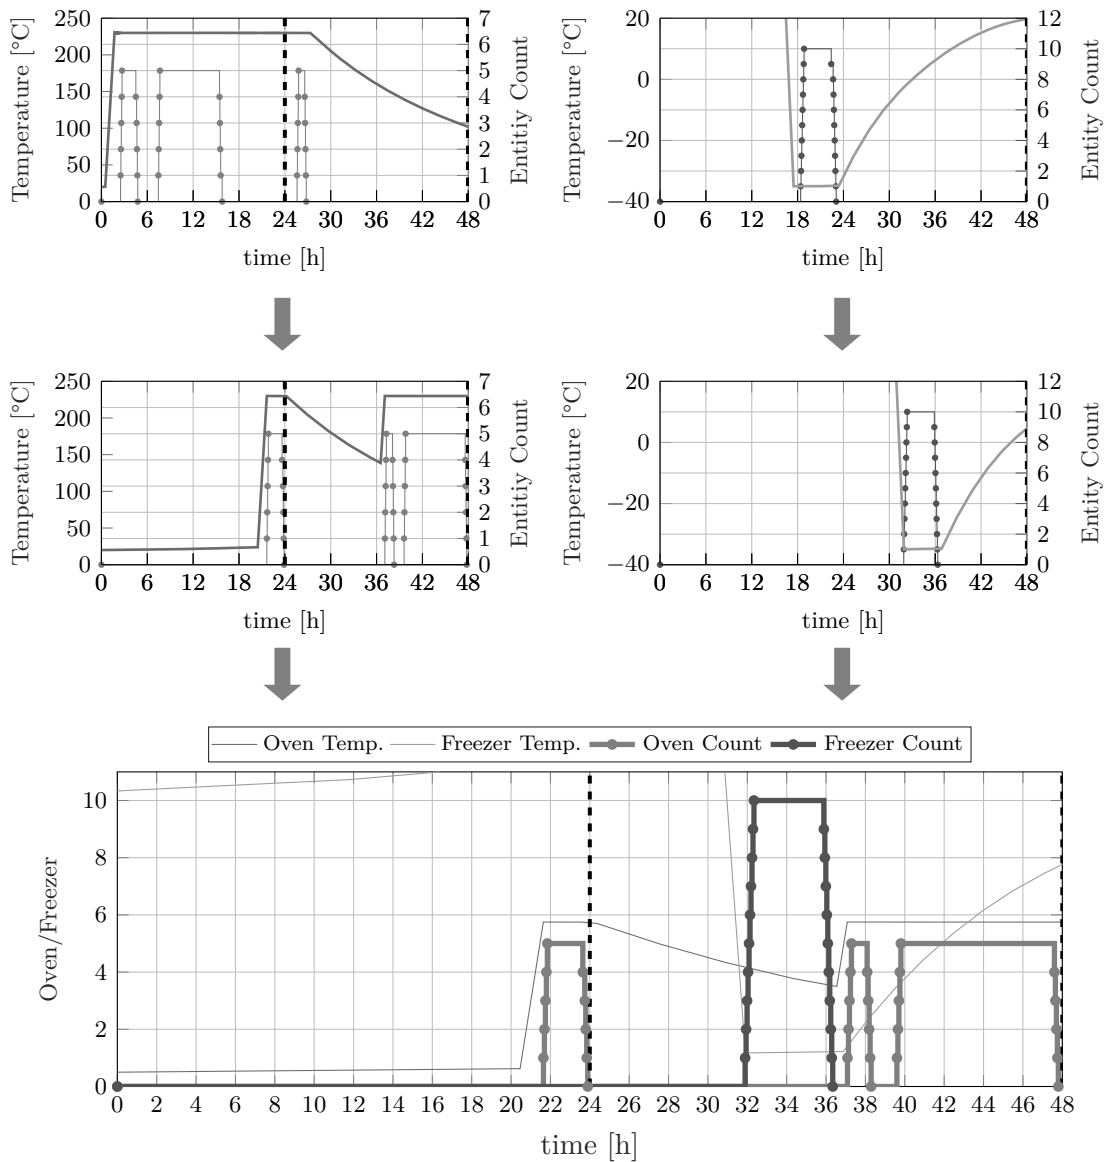 250
200
150
100
50
0
Temperature [°C]
7
6
5
4
3
2
1
0
Entitiy Count
0 6 12 18 24 30 36 42 48
time [h]
20
0
−20
−40
Temperature [°C]
12
10
8
6
4
2
0
Entity Count
0 6 12 18 24 30 36 42 48
time [h]
250
200
150
100
50
0
Temperature [°C]
7
6
5
4
3
2
1
0
Entitiy Count
0 6 12 18 24 30 36 42 48
time [h]
20
0
−20
−40
Temperature [°C]
12
10
8
6
4
2
0
Entity Count
0 6 12 18 24 30 36 42 48
time [h]
Oven Temp. Freezer Temp. Oven Count Freezer Count
10
8
6
4
2
0
Oven/Freezer
0 2 4 6 8 10 12 14 16 18 20 22 24 26 28 30 32 34 36 38 40 42 44 46 48
time [h]